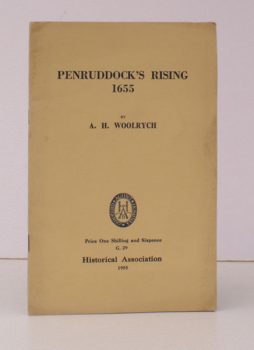 PENRUDDOCK'S RISING
1655
BY
A. H. WOOLRYCH
Price One Shilling and Sixpence
G. 29
Historical Association
1955